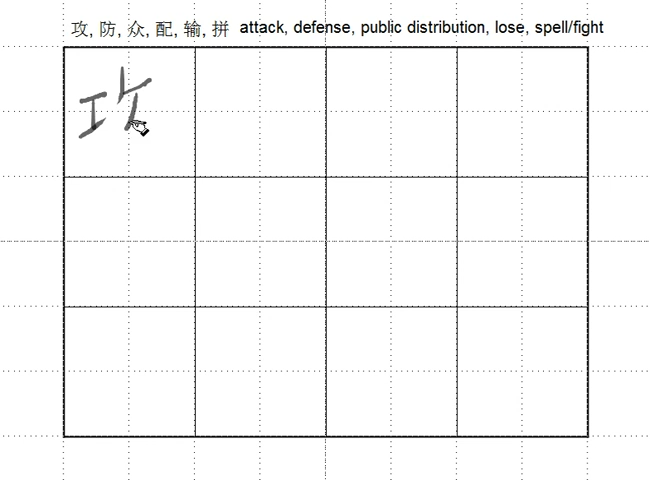 攻, 防, 众, 配, 输, 拼 attack, defense, public distribution, lose, spell/fight
攻